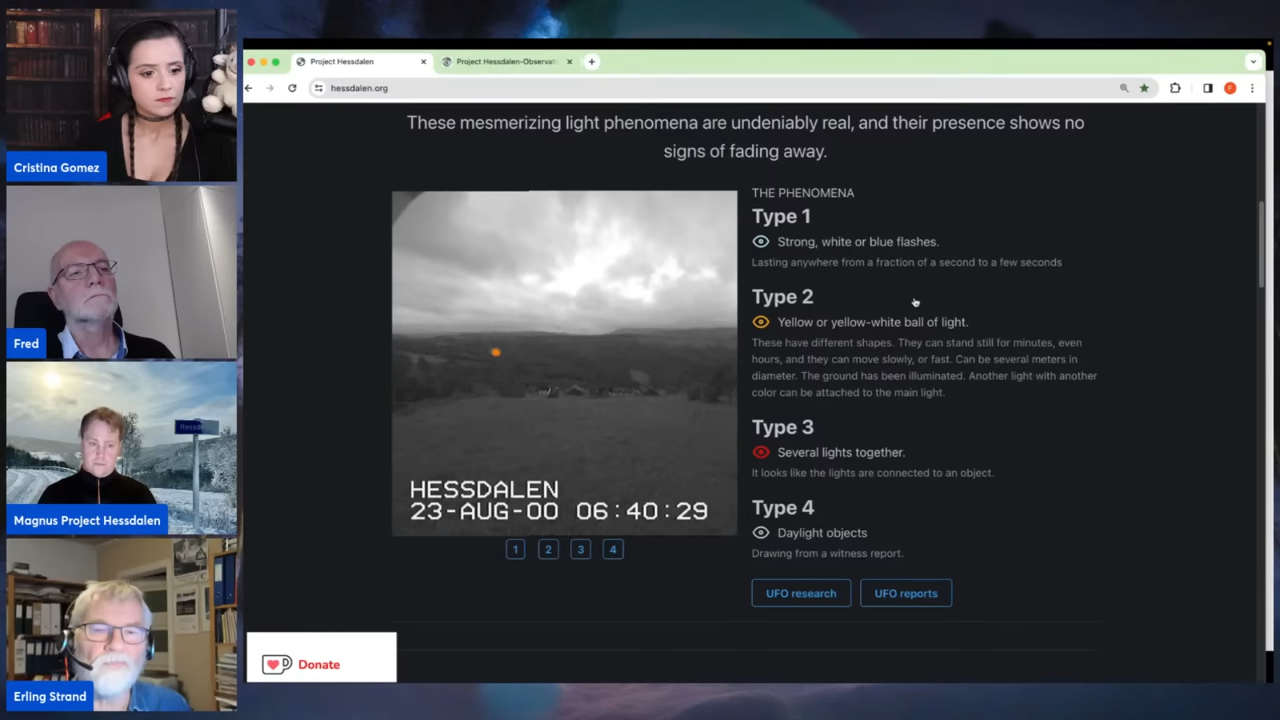 Cristina Gomez
Fred
Magnus Project Hessdalen
Erling Strand
Project Hessdalen
hessdalen.org
These mesmerizing light phenomena are undeniably real, and their presence shows no
signs of fading away.
HESSDALEN
23-AUG-00 06:40:29
1 2 3 4
THE PHENOMENA
Type 1
Strong, white or blue flashes.
Lasting anywhere from a fraction of a second to a few seconds
Type 2
Yellow or yellow-white ball of light.
These have different shapes. They can stand still for minutes, even
hours, and they can move slowly, or fast. Can be several meters in
diameter. The ground has been illuminated. Another light with another
color can be attached to the main light.
Type 3
Several lights together.
It looks like the lights are connected to an object.
Type 4
Daylight objects
Drawing from a witness report.
UFO research UFO reports
Donate